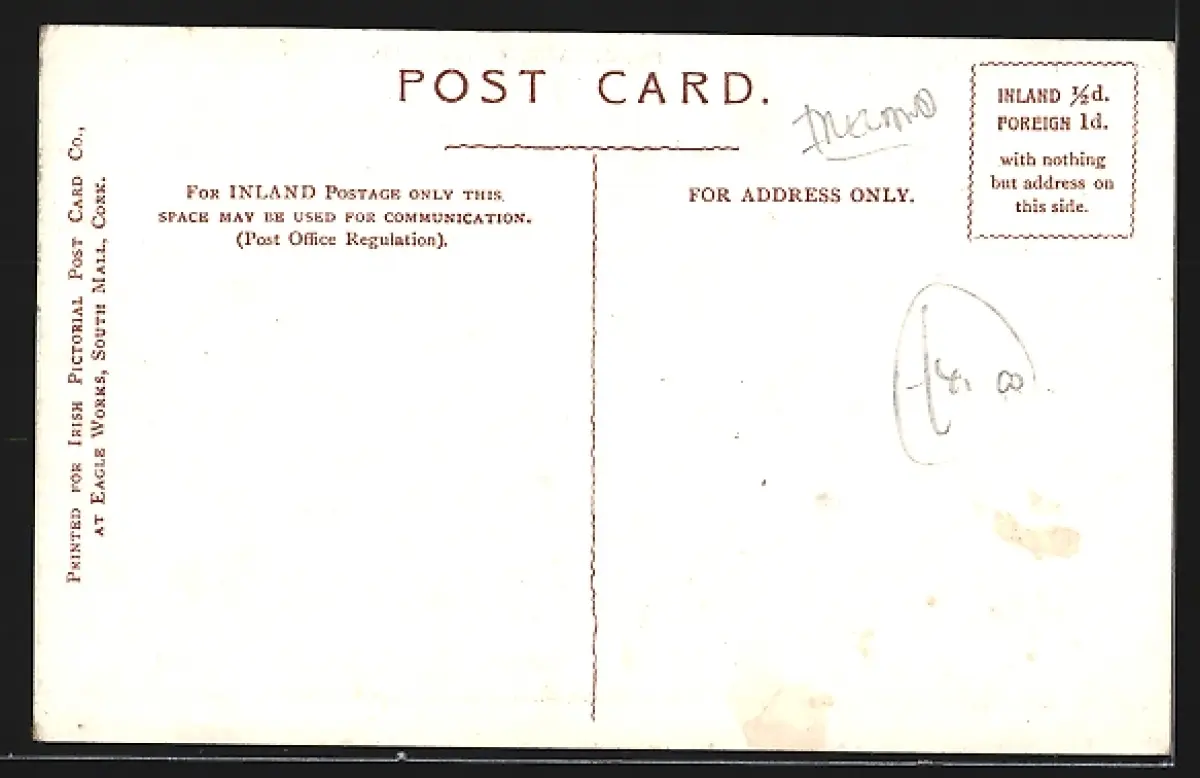 POST CARD.
INLAND ½d.
FOREIGN 1d.
with nothing
but address on
this side.
FOR INLAND POSTAGE ONLY THIS
SPACE MAY BE USED FOR COMMUNICATION.
(Post Office Regulation).
FOR ADDRESS ONLY.
PRINTED FOR IRISH PICTORIAL POST CARD CO.,
AT EAGLE WORKS, SOUTH MALL, CORK.